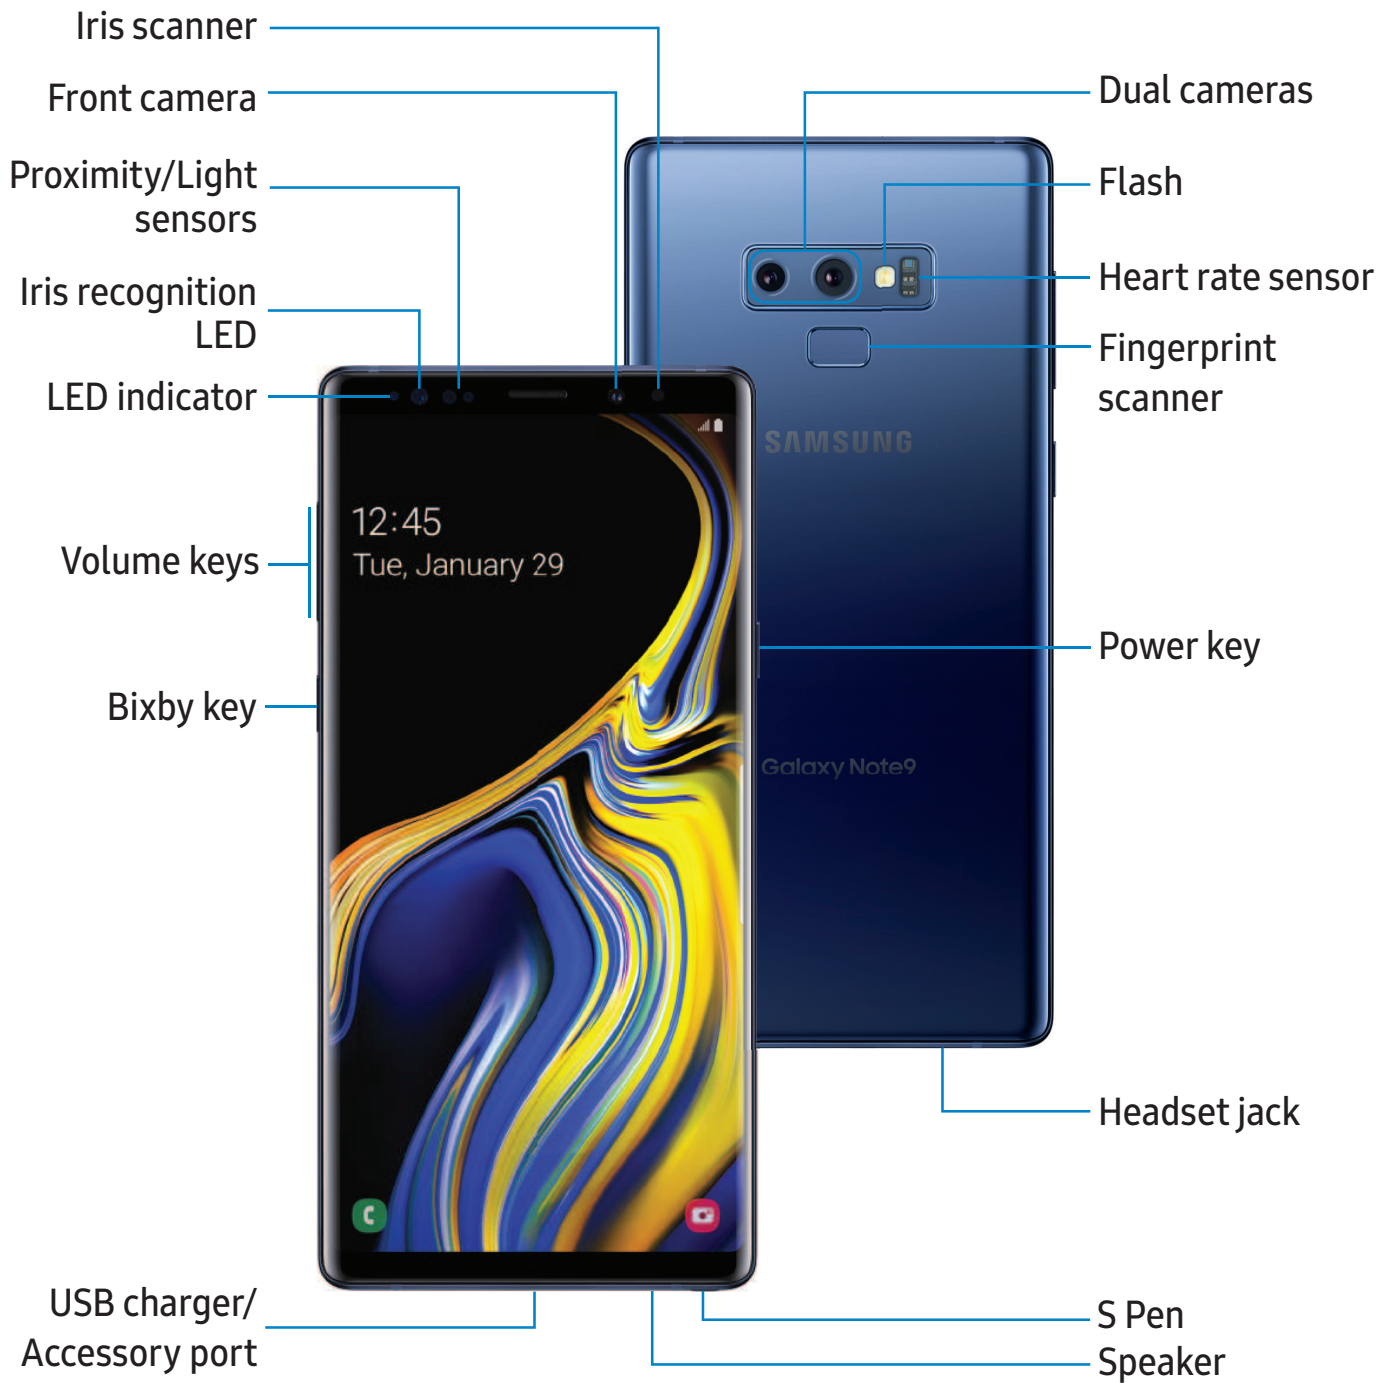 Iris scanner
Front camera
Proximity/Light
sensors
Iris recognition
LED
LED indicator
Volume keys
Bixby key
USB charger/
Accessory port
12:45
Tue, January 29
SAMSUNG
Galaxy Note9
Dual cameras
Flash
Heart rate sensor
Fingerprint
scanner
Power key
Headset jack
S Pen
Speaker